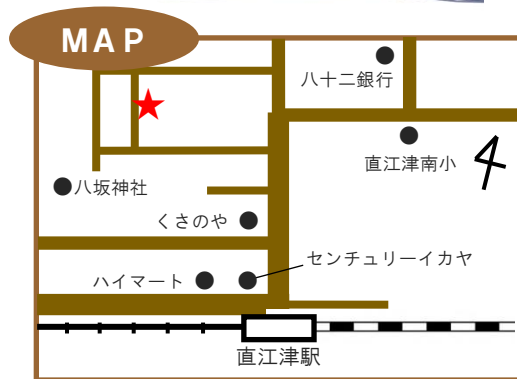 MAP
八十二銀行
直江津南小
八坂神社
くさのや
センチュリーイカヤ
ハイマート
直江津駅